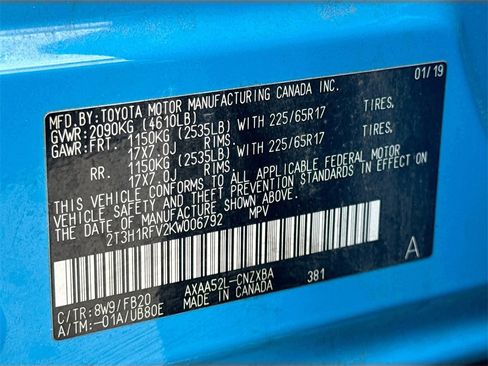 MFD.BY:TOYOTA MOTOR MANUFACTURING CANADA INC. 01/19
GVWR:2090KG (4610LB)
GAWR:FRT. 1150KG (2535LB) WITH 225/65R17 TIRES,
17X7.0J RIMS,
RR. 1150KG (2535LB) WITH 225/65R17 TIRES,
17X7.0J RIMS.
THIS VEHICLE CONFORMS TO ALL APPLICABLE FEDERAL MOTOR
VEHICLE SAFETY AND THEFT PREVENTION STANDARDS IN EFFECT
ON THE DATE OF MANUFACTURE SHOWN ABOVE.
2T3H1RFV2KW006792 MPV
C/TR:8W9/FB20 AXAA52L-CNZXBA 381 A
A/TM:-01A/UB80E MADE IN CANADA